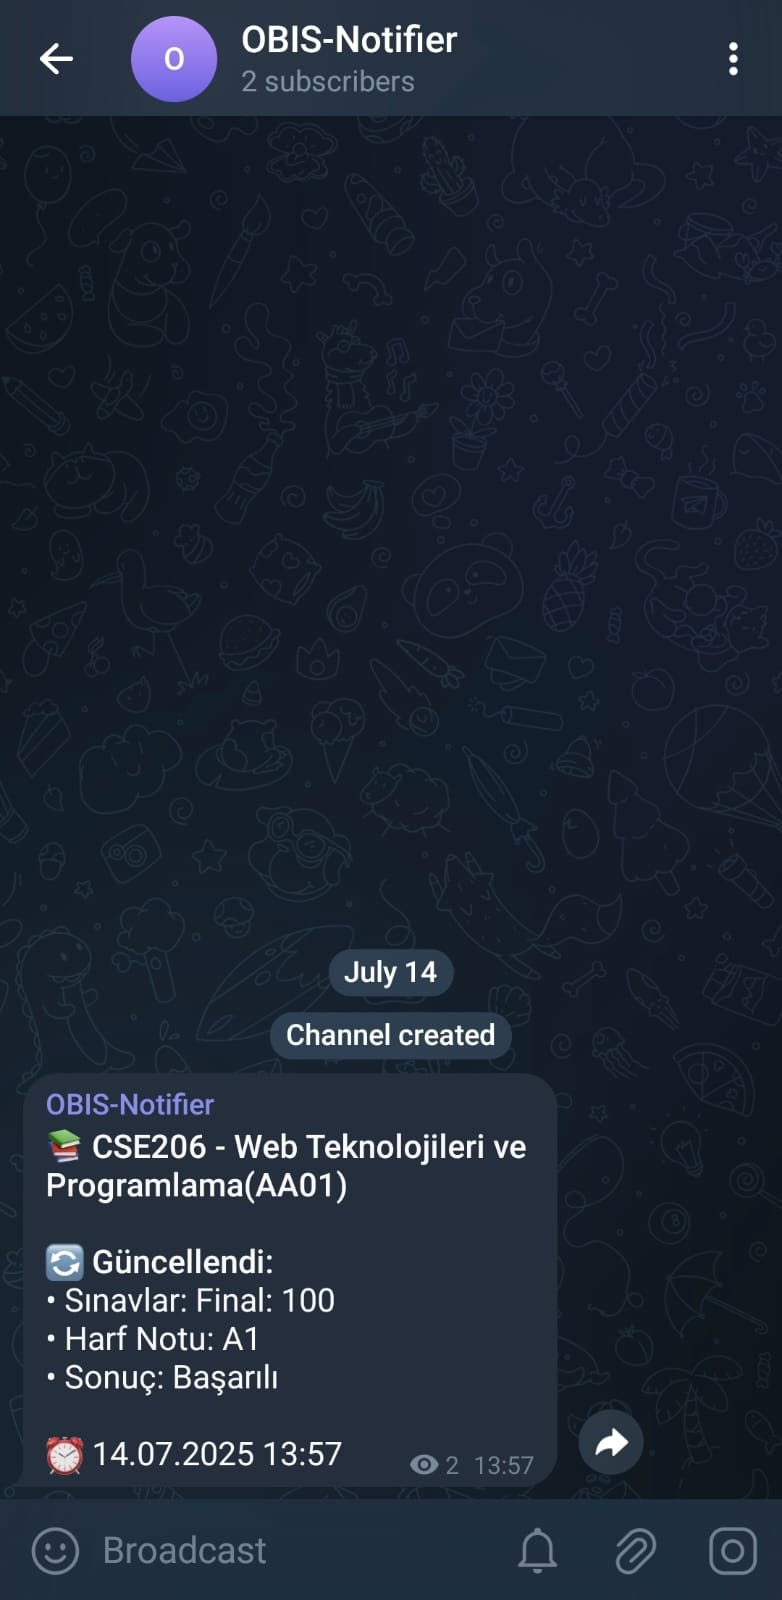 O
OBIS-Notifier
2 subscribers
July 14
Channel created
OBIS-Notifier
📚 CSE206 - Web Teknolojileri ve
Programlama(AA01)
🔄 Güncellendi:
• Sınavlar: Final: 100
• Harf Notu: A1
• Sonuç: Başarılı
⏰ 14.07.2025 13:57
2 13:57
Broadcast